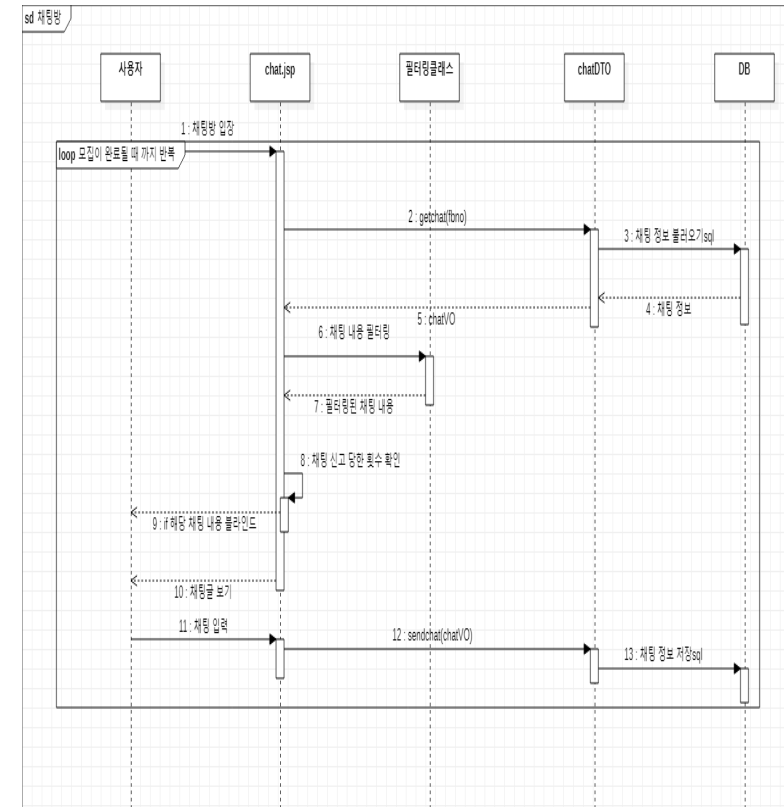 sd 채팅방
사용자
chat.jsp
필터링클래스
chatDTO
DB
1 : 채팅방 입장
loop 모집이 완료될 때 까지 반복
2 : getchat(fbno)
3 : 채팅 정보 불러오기sql
4 : 채팅 정보
5 : chatVO
6 : 채팅 내용 필터링
7 : 필터링된 채팅 내용
8 : 채팅 신고 당한 횟수 확인
9 : if 해당 채팅 내용 블라인드
10 : 채팅글 보기
11 : 채팅 입력
12 : sendchat(chatVO)
13 : 채팅 정보 저장sql